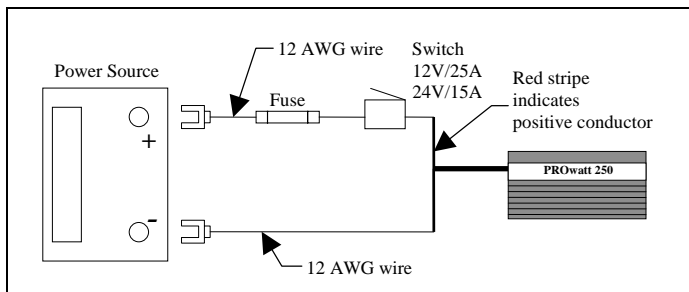 12 AWG wire
Switch
12V/25A
24V/15A
Power Source
Red stripe
indicates
positive conductor
Fuse
+
-
PROwatt 250
12 AWG wire